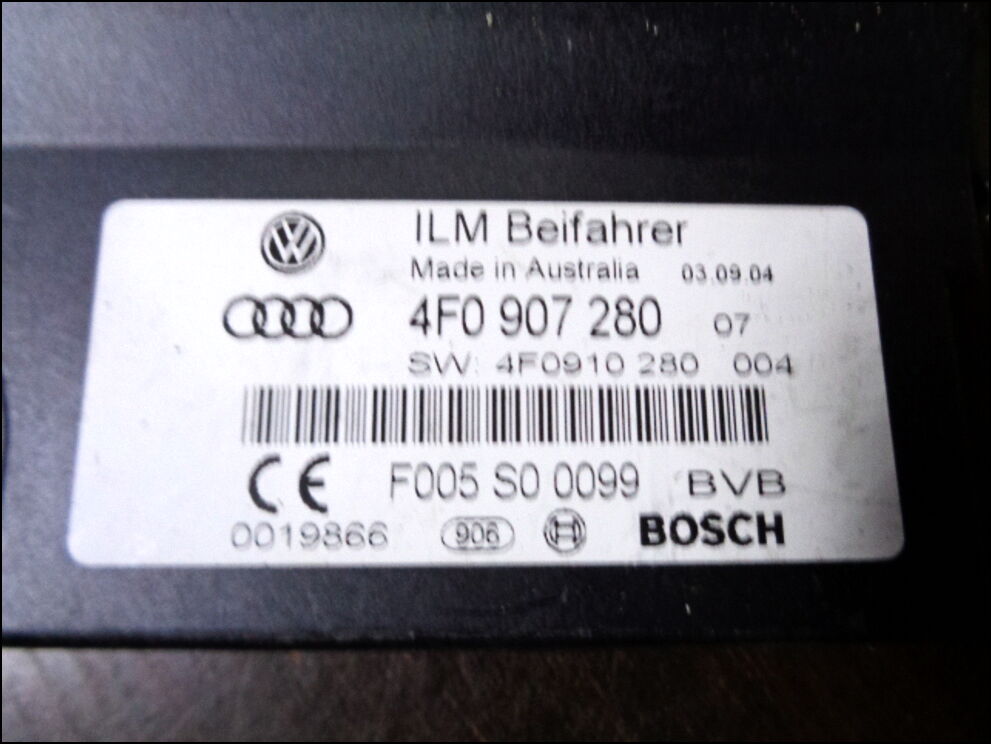 ILM Beifahrer
Made in Australia 03.09.04
4F0 907 280 07
SW: 4F0910 280 004
CE F005 S0 0099 BVB
0019866 906 BOSCH